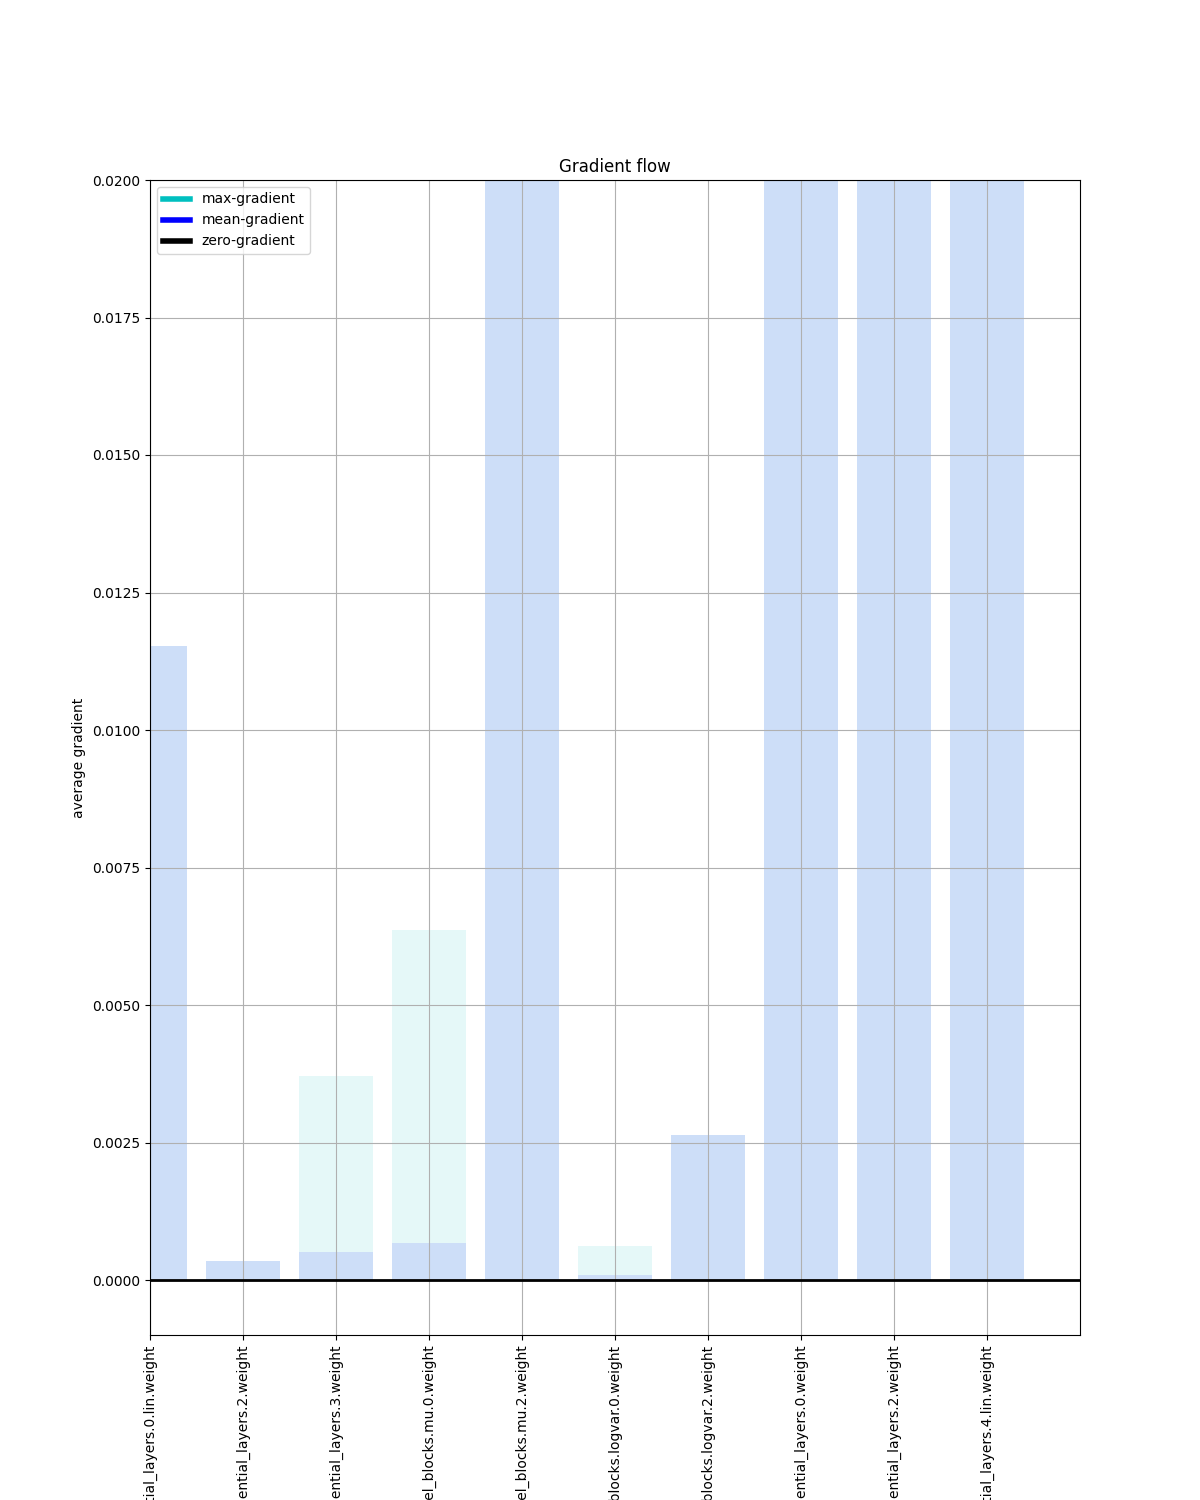 Gradient flow
max-gradient
mean-gradient
zero-gradient
0.0200
0.0175
0.0150
0.0125
0.0100
0.0075
0.0050
0.0025
0.0000
average gradient
tial_layers.0.lin.weight
ential_layers.2.weight
ential_layers.3.weight
el_blocks.mu.0.weight
el_blocks.mu.2.weight
blocks.logvar.0.weight
blocks.logvar.2.weight
ential_layers.0.weight
ential_layers.2.weight
tial_layers.4.lin.weight